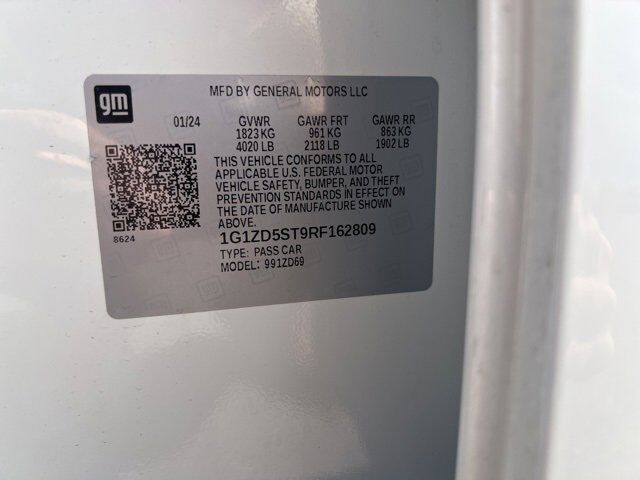 gm
MFD BY GENERAL MOTORS LLC
01/24 GVWR GAWR FRT GAWR RR
1823 KG 961 KG 863 KG
4020 LB 2118 LB 1902 LB
THIS VEHICLE CONFORMS TO ALL
APPLICABLE U.S. FEDERAL MOTOR
VEHICLE SAFETY, BUMPER, AND THEFT
PREVENTION STANDARDS IN EFFECT ON
THE DATE OF MANUFACTURE SHOWN
ABOVE.
8624
1G1ZD5ST9RF162809
TYPE: PASS CAR
MODEL: 991ZD69